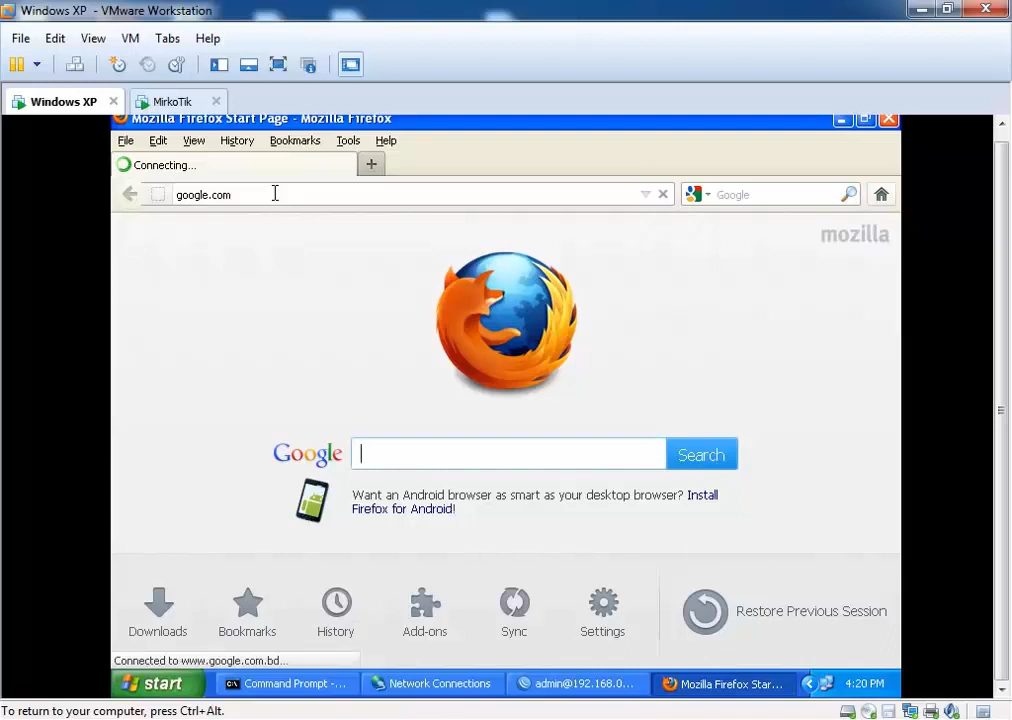 Windows XP - VMware Workstation
File Edit View VM Tabs Help
Windows XP MirkoTik
Mozilla Firefox Start Page - Mozilla Firefox
File Edit View History Bookmarks Tools Help
Connecting...
google.com Google
mozilla
Google Search
Want an Android browser as smart as your desktop browser? Install
Firefox for Android!
Downloads Bookmarks History Add-ons Sync Settings Restore Previous Session
Connected to www.google.com.bd...
start Command Prompt -... Network Connections admin@192.168.0... Mozilla Firefox Star... 4:20 PM
To return to your computer, press Ctrl+Alt.